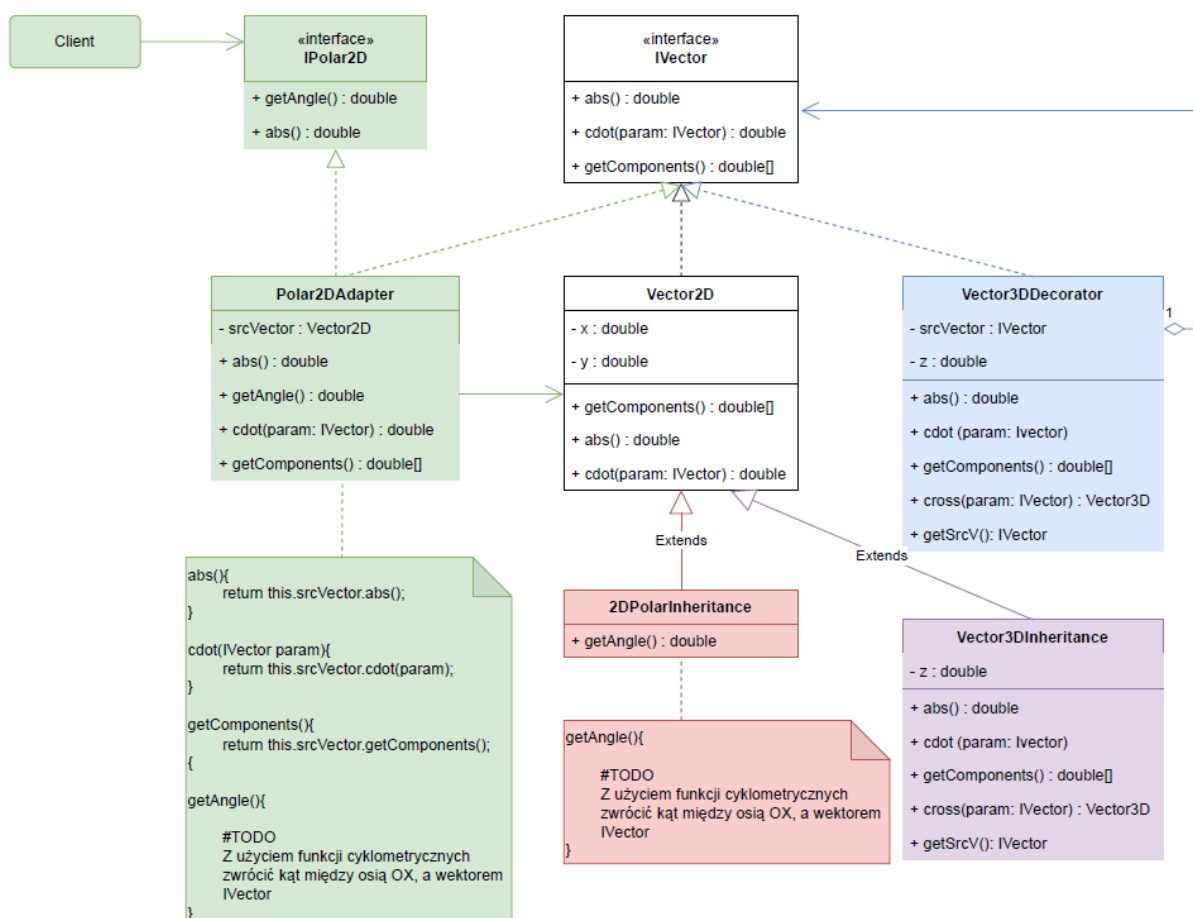 Client
«interface»
IPolar2D
+ getAngle() : double
+ abs() : double
«interface»
IVector
+ abs() : double
+ cdot(param: IVector) : double
+ getComponents() : double[]
Polar2DAdapter
- srcVector : Vector2D
+ abs() : double
+ getAngle() : double
+ cdot(param: IVector) : double
+ getComponents() : double[]
Vector2D
- x : double
- y : double
+ getComponents() : double[]
+ abs() : double
+ cdot(param: IVector) : double
Vector3DDecorator
- srcVector : IVector
- z : double
+ abs() : double
+ cdot (param: Ivector)
+ getComponents() : double[]
+ cross(param: IVector) : Vector3D
+ getSrcV(): IVector
1
Extends
Extends
abs(){
return this.srcVector.abs();
}
cdot(IVector param){
return this.srcVector.cdot(param);
}
getComponents(){
return this.srcVector.getComponents();
{
getAngle(){
#TODO
Z użyciem funkcji cyklometrycznych
zwrócić kąt między osią OX, a wektorem
IVector
}
2DPolarInheritance
+ getAngle() : double
getAngle(){
#TODO
Z użyciem funkcji cyklometrycznych
zwrócić kąt między osią OX, a wektorem
IVector
}
Vector3DInheritance
- z : double
+ abs() : double
+ cdot (param: Ivector)
+ getComponents() : double[]
+ cross(param: IVector) : Vector3D
+ getSrcV(): IVector